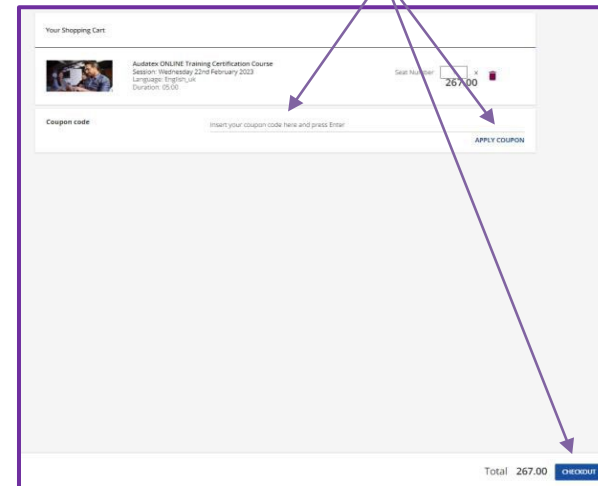 Your Shopping Cart
Audatex ONLINE Training Certification Course
Session: Wednesday 22nd February 2023
Language: English_uk
Duration: 05:00
Seat Number
x
267.00
Coupon code
Insert your coupon code here and press Enter
APPLY COUPON
Total 267.00 CHECKOUT